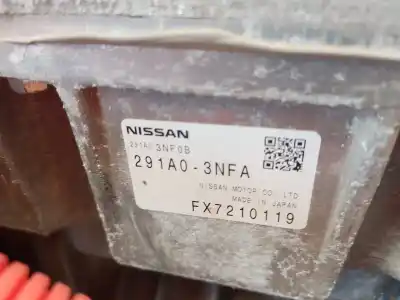 NISSAN
291A0 3NF0B
291A0-3NFA
NISSAN MOTOR CO., LTD.
MADE IN JAPAN
FX7210119